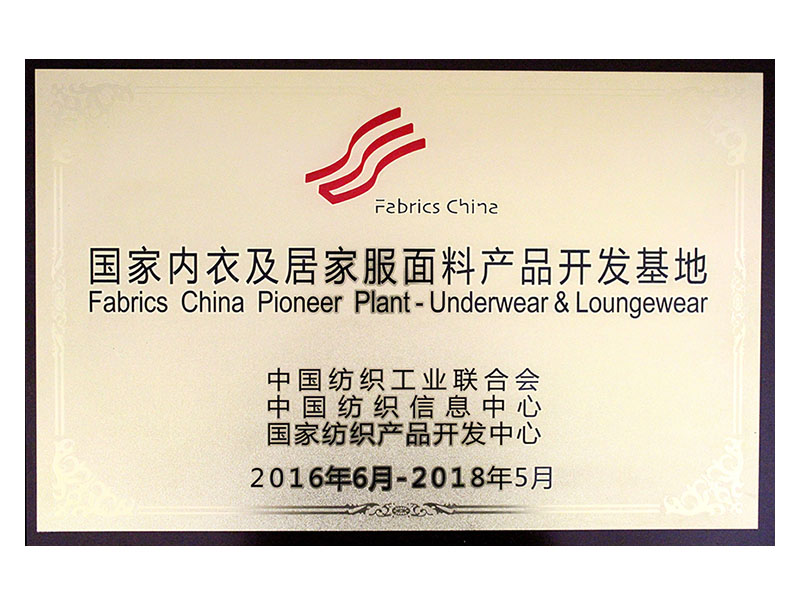 Fabrics China
国家内衣及居家服面料产品开发基地
Fabrics China Pioneer Plant - Underwear & Loungewear
中国纺织工业联合会
中国纺织信息中心
国家纺织产品开发中心
2016年6月-2018年5月